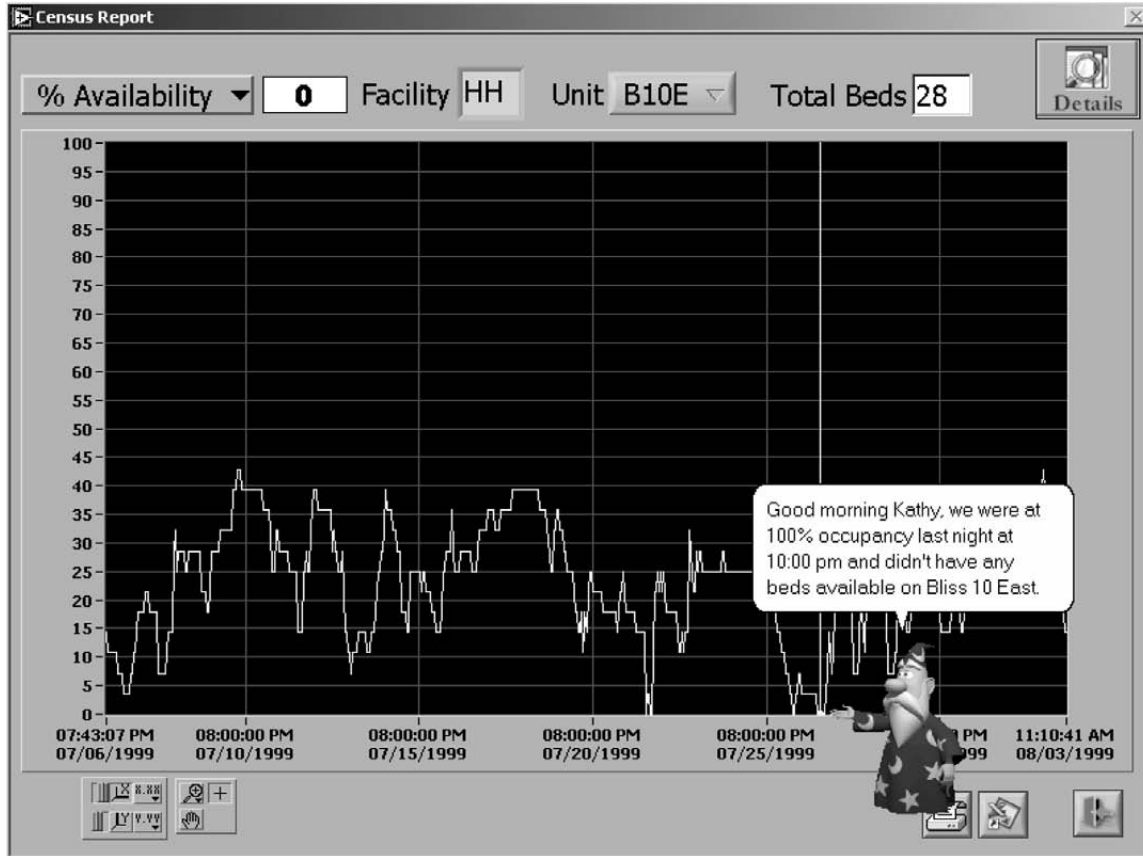 Census Report
% Availability 0 Facility HH Unit B10E Total Beds 28 Details
100
95
90
85
80
75
70
65
60
55
50
45
40
35
30
25
20
15
10
5
0
Good morning Kathy, we were at
100% occupancy last night at
10:00 pm and didn't have any
beds available on Bliss 10 East.
07:43:07 PM 08:00:00 PM 08:00:00 PM 08:00:00 PM 08:00:00 PM PM 11:10:41 AM
07/06/1999 07/10/1999 07/15/1999 07/20/1999 07/25/1999 99 08/03/1999
X X.XX
Y Y.YY